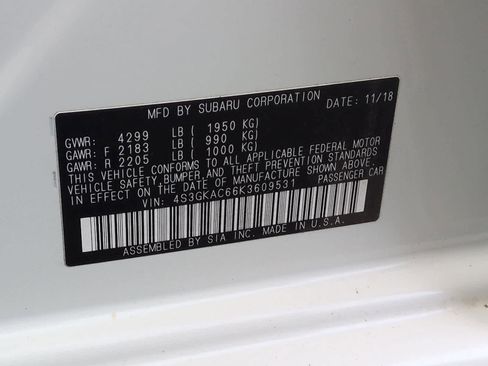 MFD BY SUBARU CORPORATION DATE: 11/18
GVWR: 4299 LB ( 1950 KG)
GAWR: F 2183 LB ( 990 KG)
GAWR: R 2205 LB ( 1000 KG)
THIS VEHICLE CONFORMS TO ALL APPLICABLE FEDERAL MOTOR
VEHICLE SAFETY, BUMPER, AND THEFT PREVENTION STANDARDS
IN EFFECT ON THE DATE OF MANUFACTURE SHOWN ABOVE.
VIN: 4S3GKAC66K3609531 PASSENGER CAR
ASSEMBLED BY SIA INC. MADE IN U.S.A.